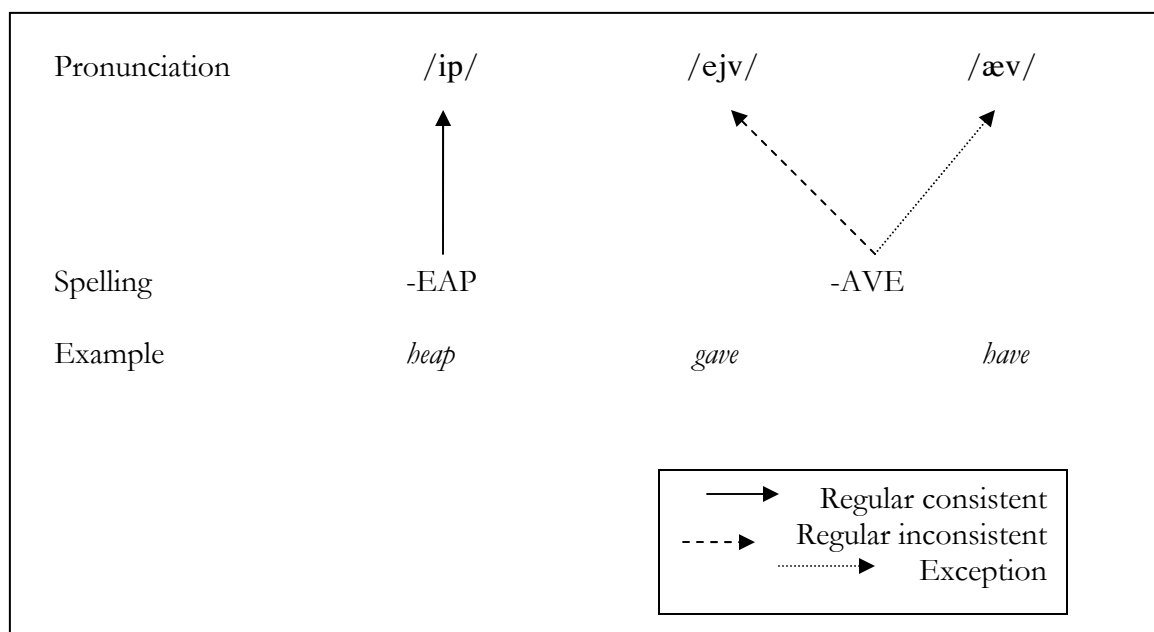 Pronunciation /ip/ /ejv/ /æv/
Spelling -EAP -AVE
Example heap gave have
Regular consistent
Regular inconsistent
Exception